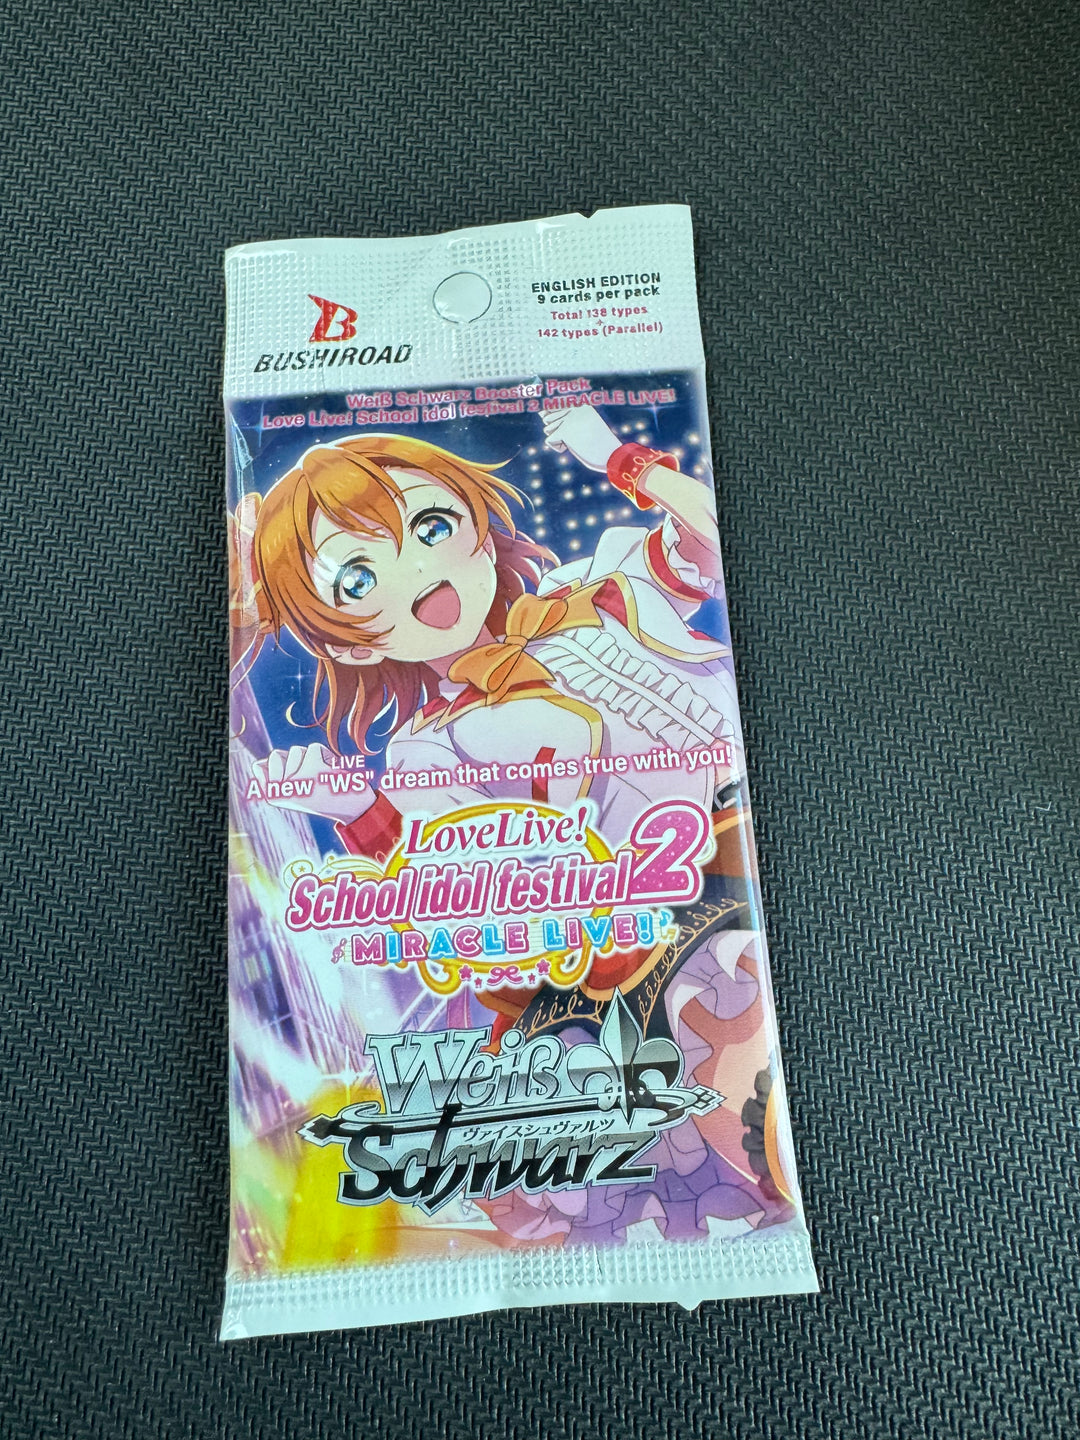 BUSHIROAD
ENGLISH EDITION
9 cards per pack
Total 138 types
+
142 types (Parallel)
Weiß Schwarz Booster Pack
Love Live! School idol festival 2 MIRACLE LIVE!
LIVE
A new "WS" dream that comes true with you!
LoveLive!
School idol festival 2
MIRACLE LIVE!
Weiß
ヴァイスシュヴァルツ
Schwarz